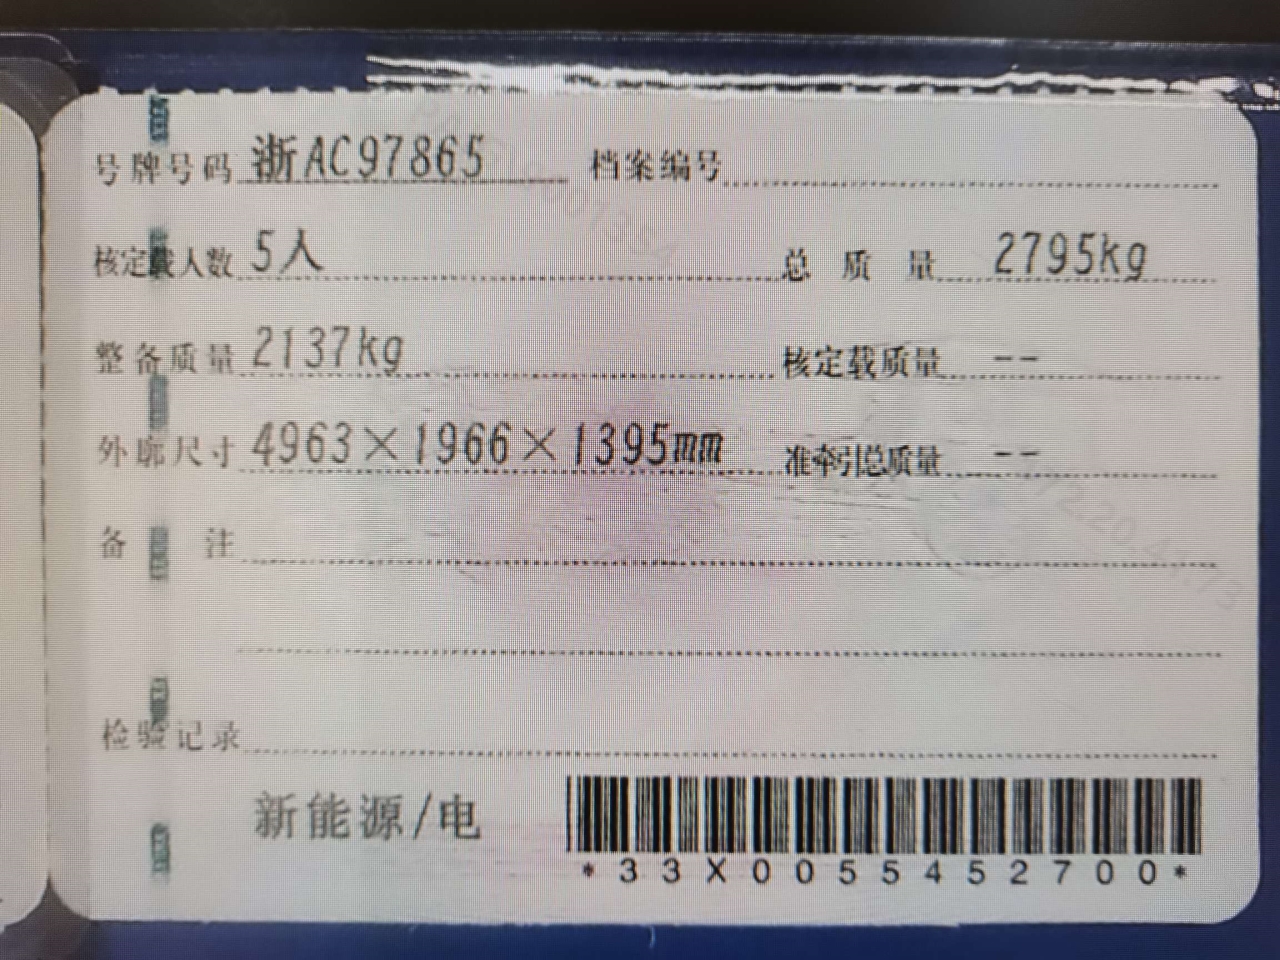 号牌号码 浙AC97865 档案编号
核定载人数 5人 总质量 2795kg
整备质量 2137kg 核定载质量 --
外廓尺寸 4963×1966×1395mm 准牵引总质量 --
备注
检验记录
新能源/电
*33X0055452700*